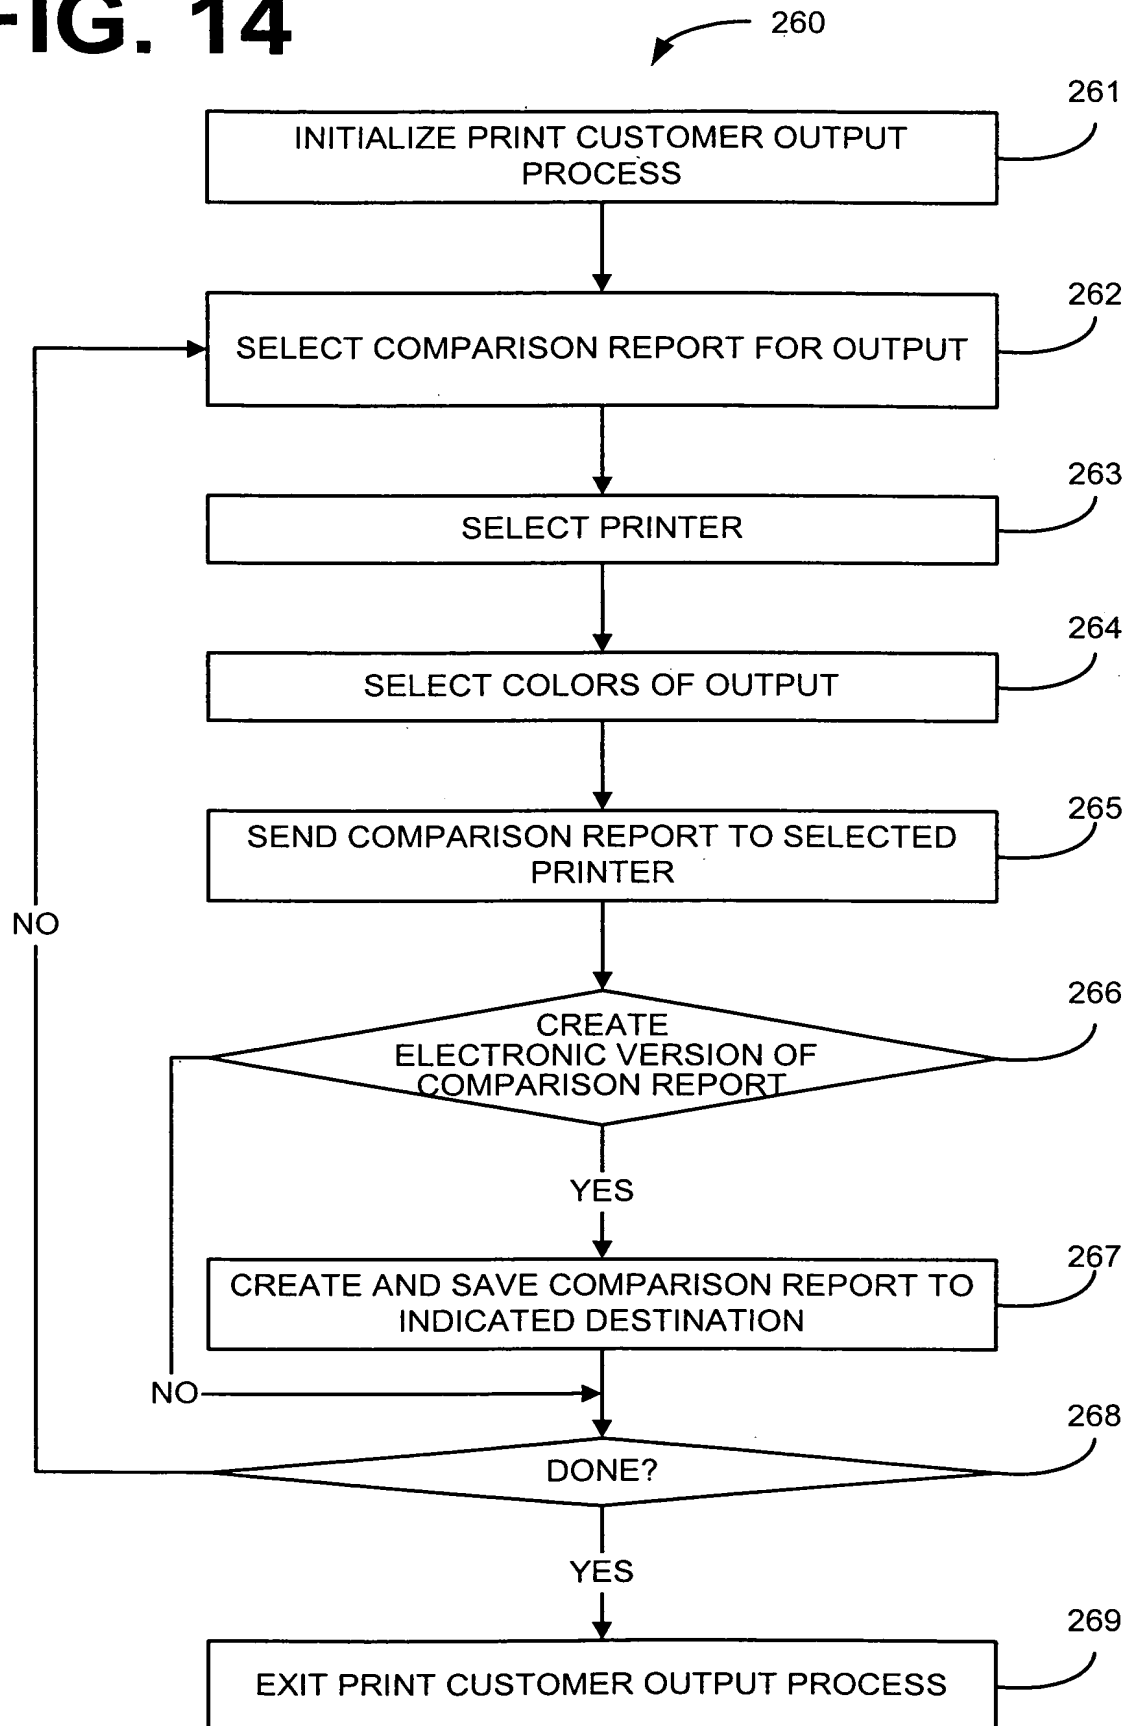 FIG. 14
260
261
INITIALIZE PRINT CUSTOMER OUTPUT
PROCESS
262
SELECT COMPARISON REPORT FOR OUTPUT
263
SELECT PRINTER
264
SELECT COLORS OF OUTPUT
265
SEND COMPARISON REPORT TO SELECTED
PRINTER
NO
266
CREATE
ELECTRONIC VERSION OF
COMPARISON REPORT
YES
267
CREATE AND SAVE COMPARISON REPORT TO
INDICATED DESTINATION
NO
268
DONE?
YES
269
EXIT PRINT CUSTOMER OUTPUT PROCESS